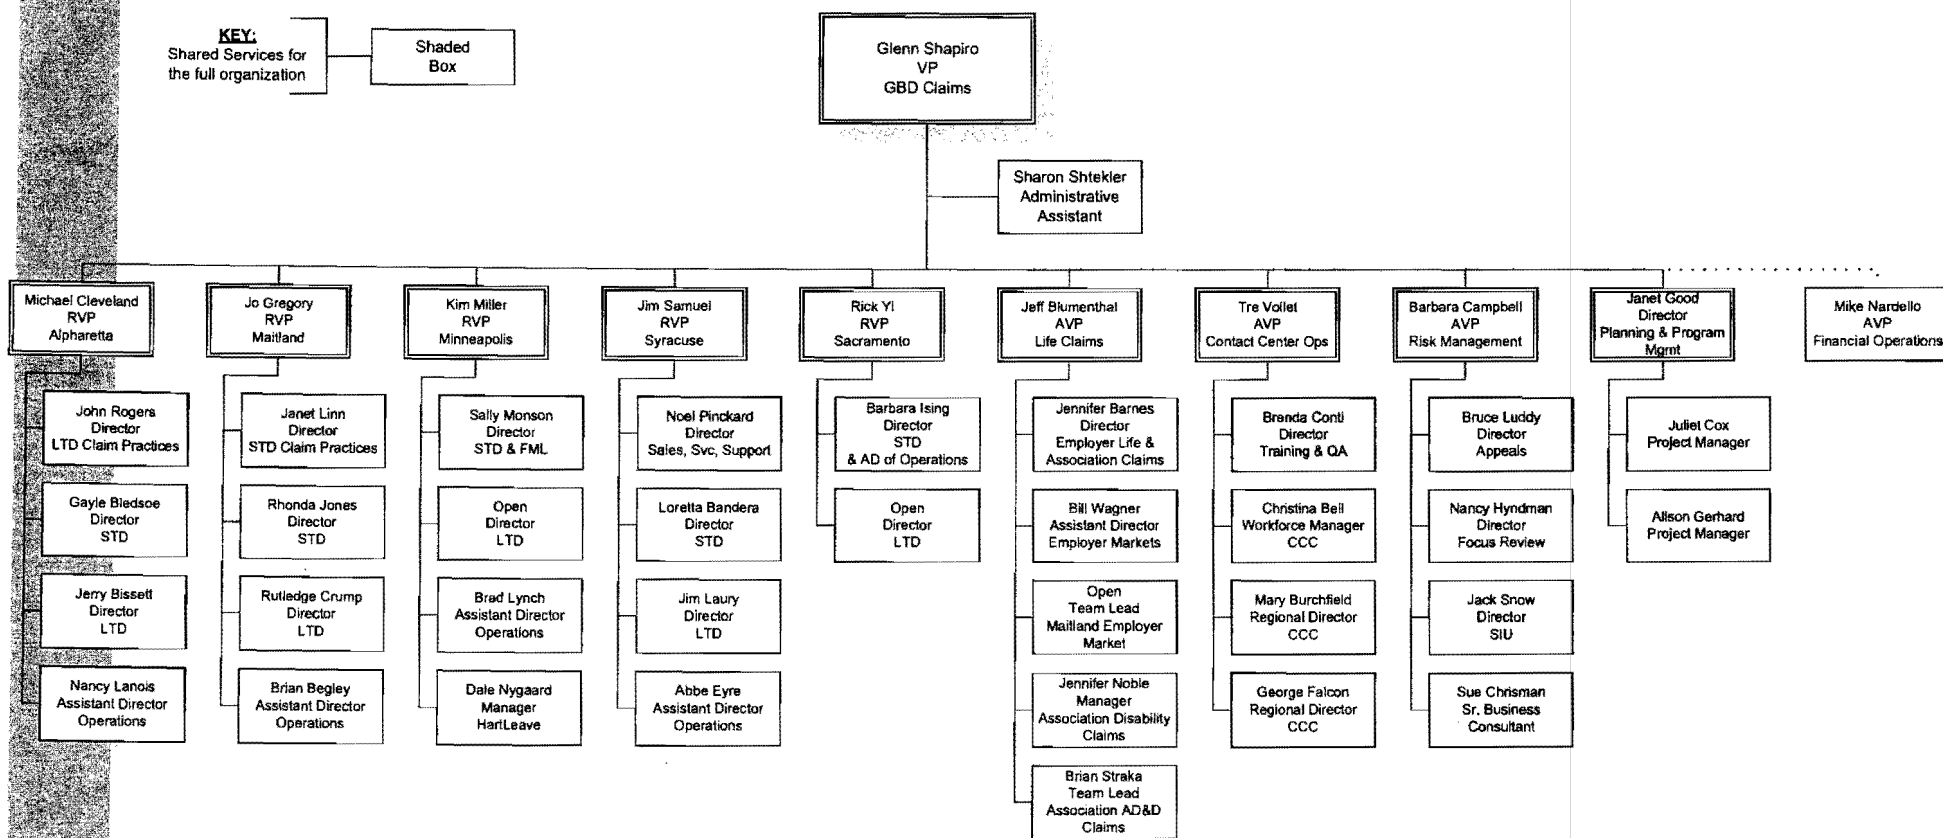 KEY:
Shared Services for
the full organization
Shaded
Box
Glenn Shapiro
VP
GBD Claims
Sharon Shtekler
Administrative
Assistant
Michael Cleveland
RVP
Alpharetta
Jo Gregory
RVP
Maitland
Kim Miller
RVP
Minneapolis
Jim Samuel
RVP
Syracuse
Rick Yi
RVP
Sacramento
Jeff Blumenthal
AVP
Life Claims
Tre Vollet
AVP
Contact Center Ops
Barbara Campbell
AVP
Risk Management
Janet Good
Director
Planning & Program
Mgmt
Mike Nardello
AVP
Financial Operations
John Rogers
Director
LTD Claim Practices
Gayle Bledsoe
Director
STD
Jerry Bissett
Director
LTD
Nancy Lanois
Assistant Director
Operations
Janet Linn
Director
STD Claim Practices
Rhonda Jones
Director
STD
Rutledge Crump
Director
LTD
Brian Begley
Assistant Director
Operations
Sally Monson
Director
STD & FML
Open
Director
LTD
Brad Lynch
Assistant Director
Operations
Dale Nygaard
Manager
HartLeave
Noel Pinckard
Director
Sales, Svc, Support
Loretta Bandera
Director
STD
Jim Laury
Director
LTD
Abbe Eyre
Assistant Director
Operations
Barbara Ising
Director
STD
& AD of Operations
Open
Director
LTD
Jennifer Barnes
Director
Employer Life &
Association Claims
Bill Wagner
Assistant Director
Employer Markets
Open
Team Lead
Maitland Employer
Market
Jennifer Noble
Manager
Association Disability
Claims
Brian Straka
Team Lead
Association AD&D
Claims
Brenda Conti
Director
Training & QA
Christina Bell
Workforce Manager
CCC
Mary Burchfield
Regional Director
CCC
George Falcon
Regional Director
CCC
Bruce Luddy
Director
Appeals
Nancy Hyndman
Director
Focus Review
Jack Snow
Director
SIU
Sue Chrisman
Sr. Business
Consultant
Juliet Cox
Project Manager
Alison Gerhard
Project Manager